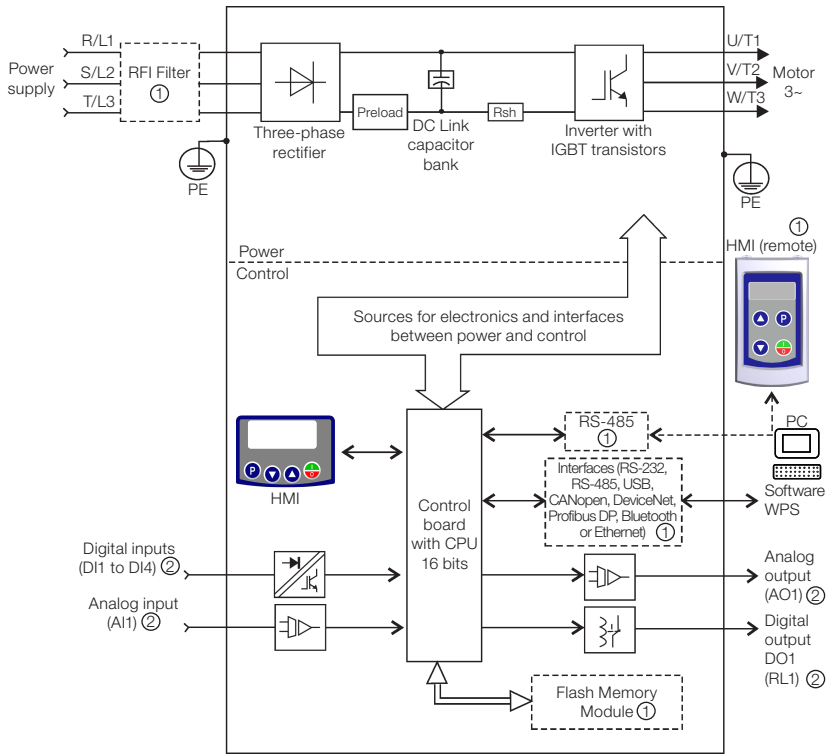 R/L1
S/L2
T/L3
Power
supply
RFI Filter
①
Three-phase
rectifier
Preload
DC Link
capacitor
bank
Rsh
Inverter with
IGBT transistors
U/T1
V/T2
W/T3
Motor
3~
PE
PE
Power
Control
①
HMI (remote)
P
I
0
Sources for electronics and interfaces
between power and control
P
I
0
HMI
Control
board
with CPU
16 bits
RS-485
①
PC
Software
WPS
Interfaces (RS-232,
RS-485, USB,
CANopen, DeviceNet,
Profibus DP, Bluetooth
or Ethernet) ①
Digital inputs
(DI1 to DI4) ②
Analog input
(AI1) ②
Analog
output
(AO1) ②
Digital
output
DO1
(RL1) ②
Flash Memory
Module ①